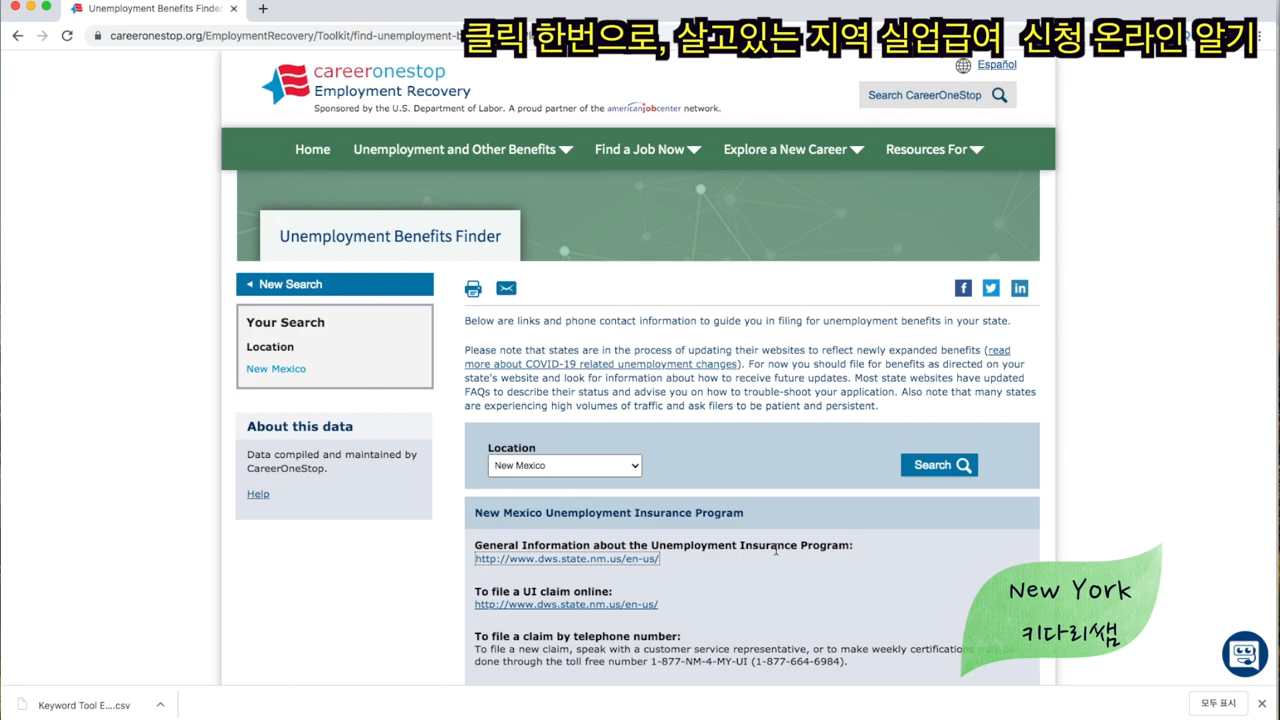 Unemployment Benefits Finder
careeronestop.org/EmploymentRecovery/Toolkit/find-unemployment-b
클릭 한번으로, 살고있는 지역 실업급여 신청 온라인 알기
careeronestop
Employment Recovery
Sponsored by the U.S. Department of Labor. A proud partner of the americanjobcenter network.
Español
Search CareerOneStop
Home Unemployment and Other Benefits Find a Job Now Explore a New Career Resources For
Unemployment Benefits Finder
New Search
Your Search
Location
New Mexico
About this data
Data compiled and maintained by
CareerOneStop.
Help
Below are links and phone contact information to guide you in filing for unemployment benefits in your state.
Please note that states are in the process of updating their websites to reflect newly expanded benefits (read
more about COVID-19 related unemployment changes). For now you should file for benefits as directed on your
state's website and look for information about how to receive future updates. Most state websites have updated
FAQs to describe their status and advise you on how to trouble-shoot your application. Also note that many states
are experiencing high volumes of traffic and ask filers to be patient and persistent.
Location
New Mexico
Search
New Mexico Unemployment Insurance Program
General Information about the Unemployment Insurance Program:
http://www.dws.state.nm.us/en-us/
To file a UI claim online:
http://www.dws.state.nm.us/en-us/
To file a claim by telephone number:
To file a new claim, speak with a customer service representative, or to make weekly certifications may be
done through the toll free number 1-877-NM-4-MY-UI (1-877-664-6984).
New York
키다리쌤
Keyword Tool E....csv
모두 표시